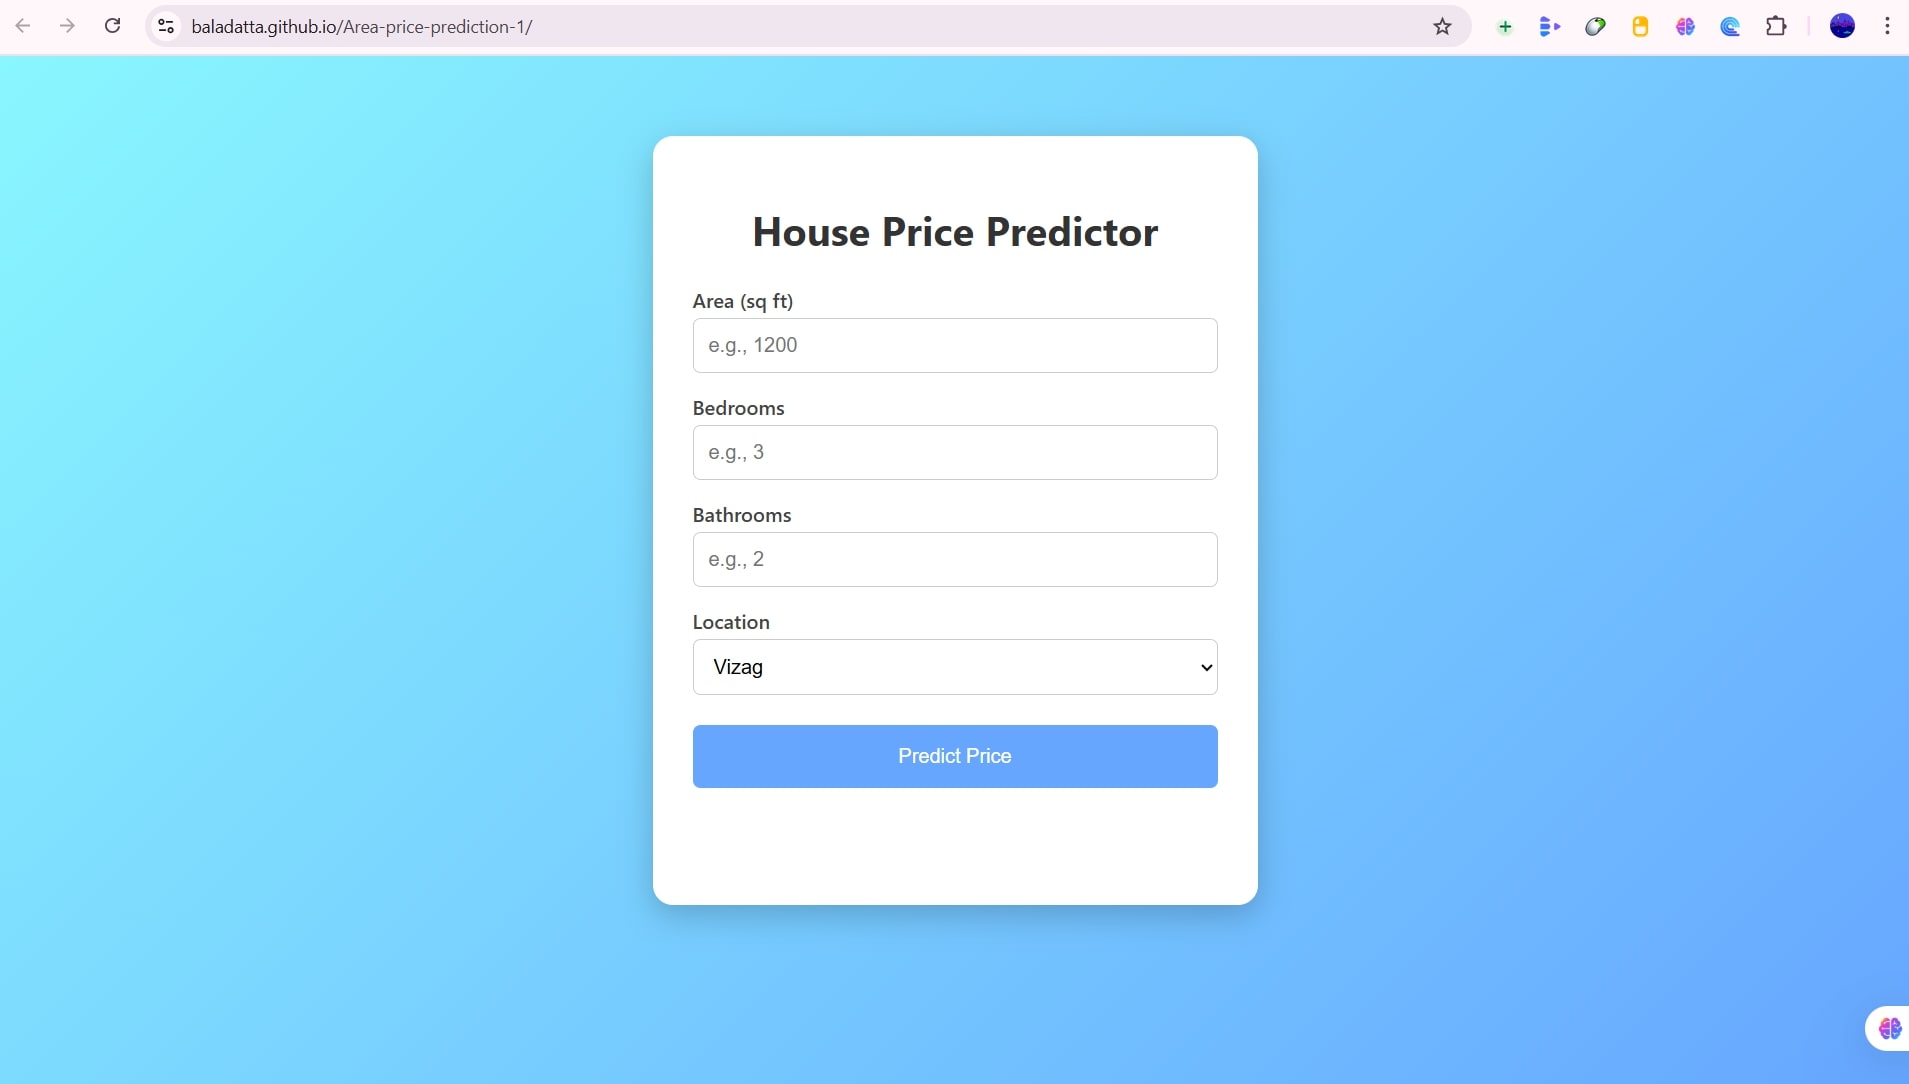 baladatta.github.io/Area-price-prediction-1/
House Price Predictor
Area (sq ft)
e.g., 1200
Bedrooms
e.g., 3
Bathrooms
e.g., 2
Location
Vizag
Predict Price